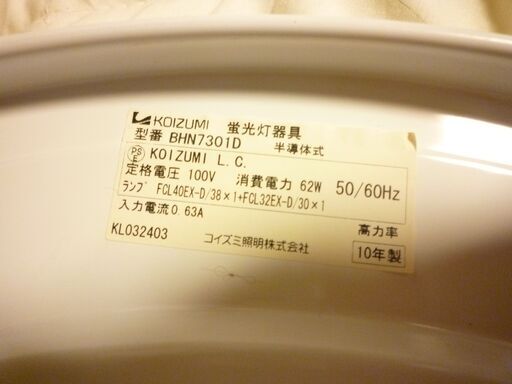 KOIZUMI 蛍光灯器具
型番 BHN7301D 半導体式
PSE KOIZUMI L.C.
定格電圧 100V 消費電力 62W 50/60Hz
ランプ FCL40EX-D/38×1+FCL32EX-D/30×1
入力電流0.63A 高力率
KL032403 コイズミ照明株式会社 10年製